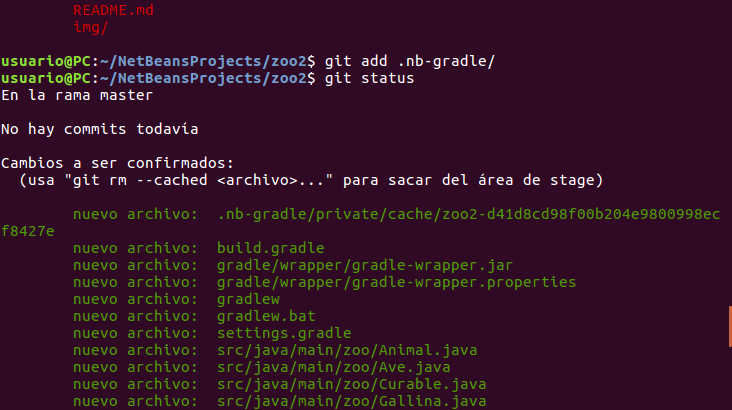 README.md
img/
usuario@PC:~/NetBeansProjects/zoo2$ git add .nb-gradle/
usuario@PC:~/NetBeansProjects/zoo2$ git status
En la rama master
No hay commits todavía
Cambios a ser confirmados:
(usa "git rm --cached <archivo>..." para sacar del área de stage)
nuevo archivo:  .nb-gradle/private/cache/zoo2-d41d8cd98f00b204e9800998ec
f8427e
nuevo archivo:  build.gradle
nuevo archivo:  gradle/wrapper/gradle-wrapper.jar
nuevo archivo:  gradle/wrapper/gradle-wrapper.properties
nuevo archivo:  gradlew
nuevo archivo:  gradlew.bat
nuevo archivo:  settings.gradle
nuevo archivo:  src/java/main/zoo/Animal.java
nuevo archivo:  src/java/main/zoo/Ave.java
nuevo archivo:  src/java/main/zoo/Curable.java
nuevo archivo:  src/java/main/zoo/Gallina.java